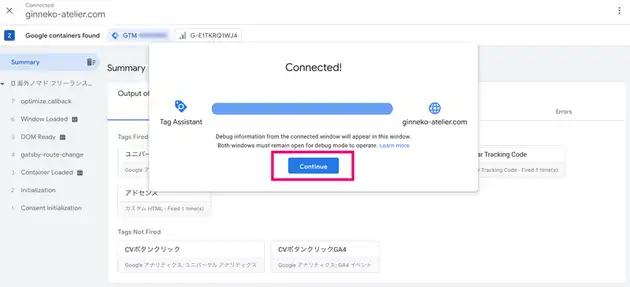 Connected
ginneko-atelier.com
2 Google containers found GTM G-E1TKRQ1WJ4
Summary
海外ノマド フリーランス...
7 optimize.callback
6 Window Loaded
5 DOM Ready
4 gatsby-route-change
3 Container Loaded
2 Initialization
1 Consent Initialization
Summary
Output of
Errors
Tags Fired
ユニバー
Google ア
ar Tracking Code
Tracking Code - Fired 1 time(s)
アドセンス
カスタム HTML - Fired 1 time(s)
Tags Not Fired
CVボタンクリック
Google アナリティクス: ユニバーサル アナリティクス
CVボタンクリックGA4
Google アナリティクス: GA4 イベント
Connected!
Tag Assistant
ginneko-atelier.com
Debug information from the connected window will appear in this window.
Both windows must remain open for debug mode to operate. Learn more
Continue